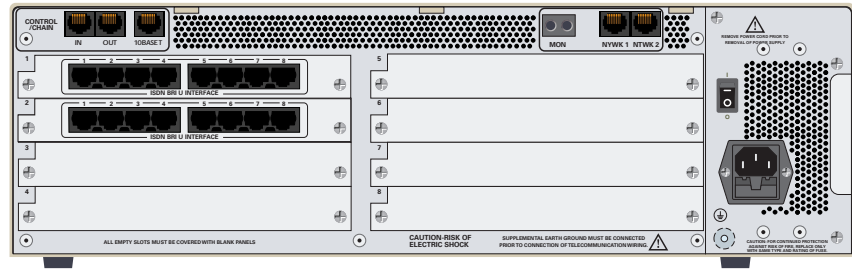 CONTROL
/CHAIN
IN OUT 10BASE T
MON NYWK 1 NTWK 2
REMOVE POWER CORD PRIOR TO
REMOVAL OF POWER SUPPLY
1
1 2 3 4 5 6 7 8
ISDN BRI U INTERFACE
2
1 2 3 4 5 6 7 8
ISDN BRI U INTERFACE
3
4
5
6
7
8
I
O
ALL EMPTY SLOTS MUST BE COVERED WITH BLANK PANELS
CAUTION-RISK OF
ELECTRIC SHOCK
SUPPLEMENTAL EARTH GROUND MUST BE CONNECTED
PRIOR TO CONNECTION OF TELECOMMUNICATION WIRING.
CAUTION: FOR CONTINUED PROTECTION
AGAINST RISK OF FIRE, REPLACE ONLY
WITH SAME TYPE AND RATING OF FUSE.